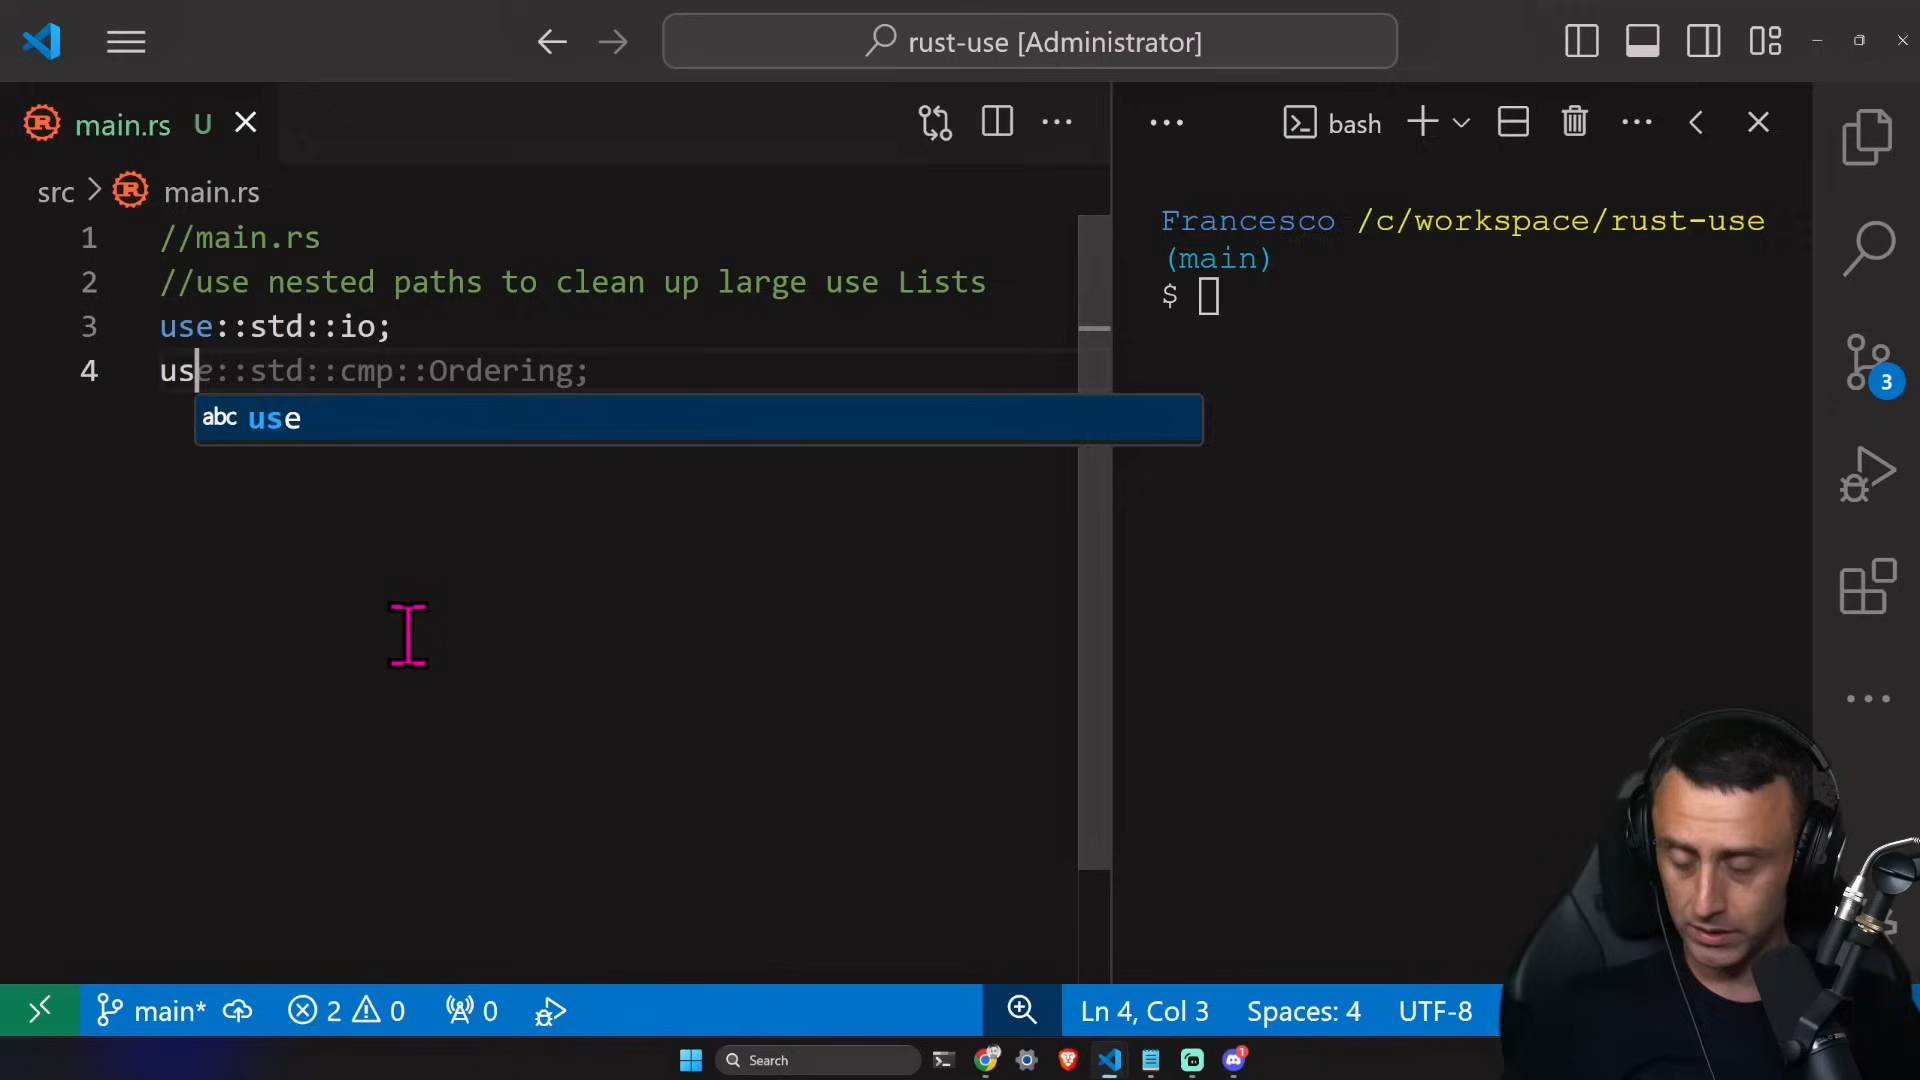 rust-use [Administrator]
main.rs U
bash
src > main.rs
1 //main.rs
2 //use nested paths to clean up large use Lists
3 use::std::io;
4 use::std::cmp::Ordering;
abc use
Francesco /c/workspace/rust-use
(main)
$
3
main* 2 0 0 Ln 4, Col 3 Spaces: 4 UTF-8
Search
1